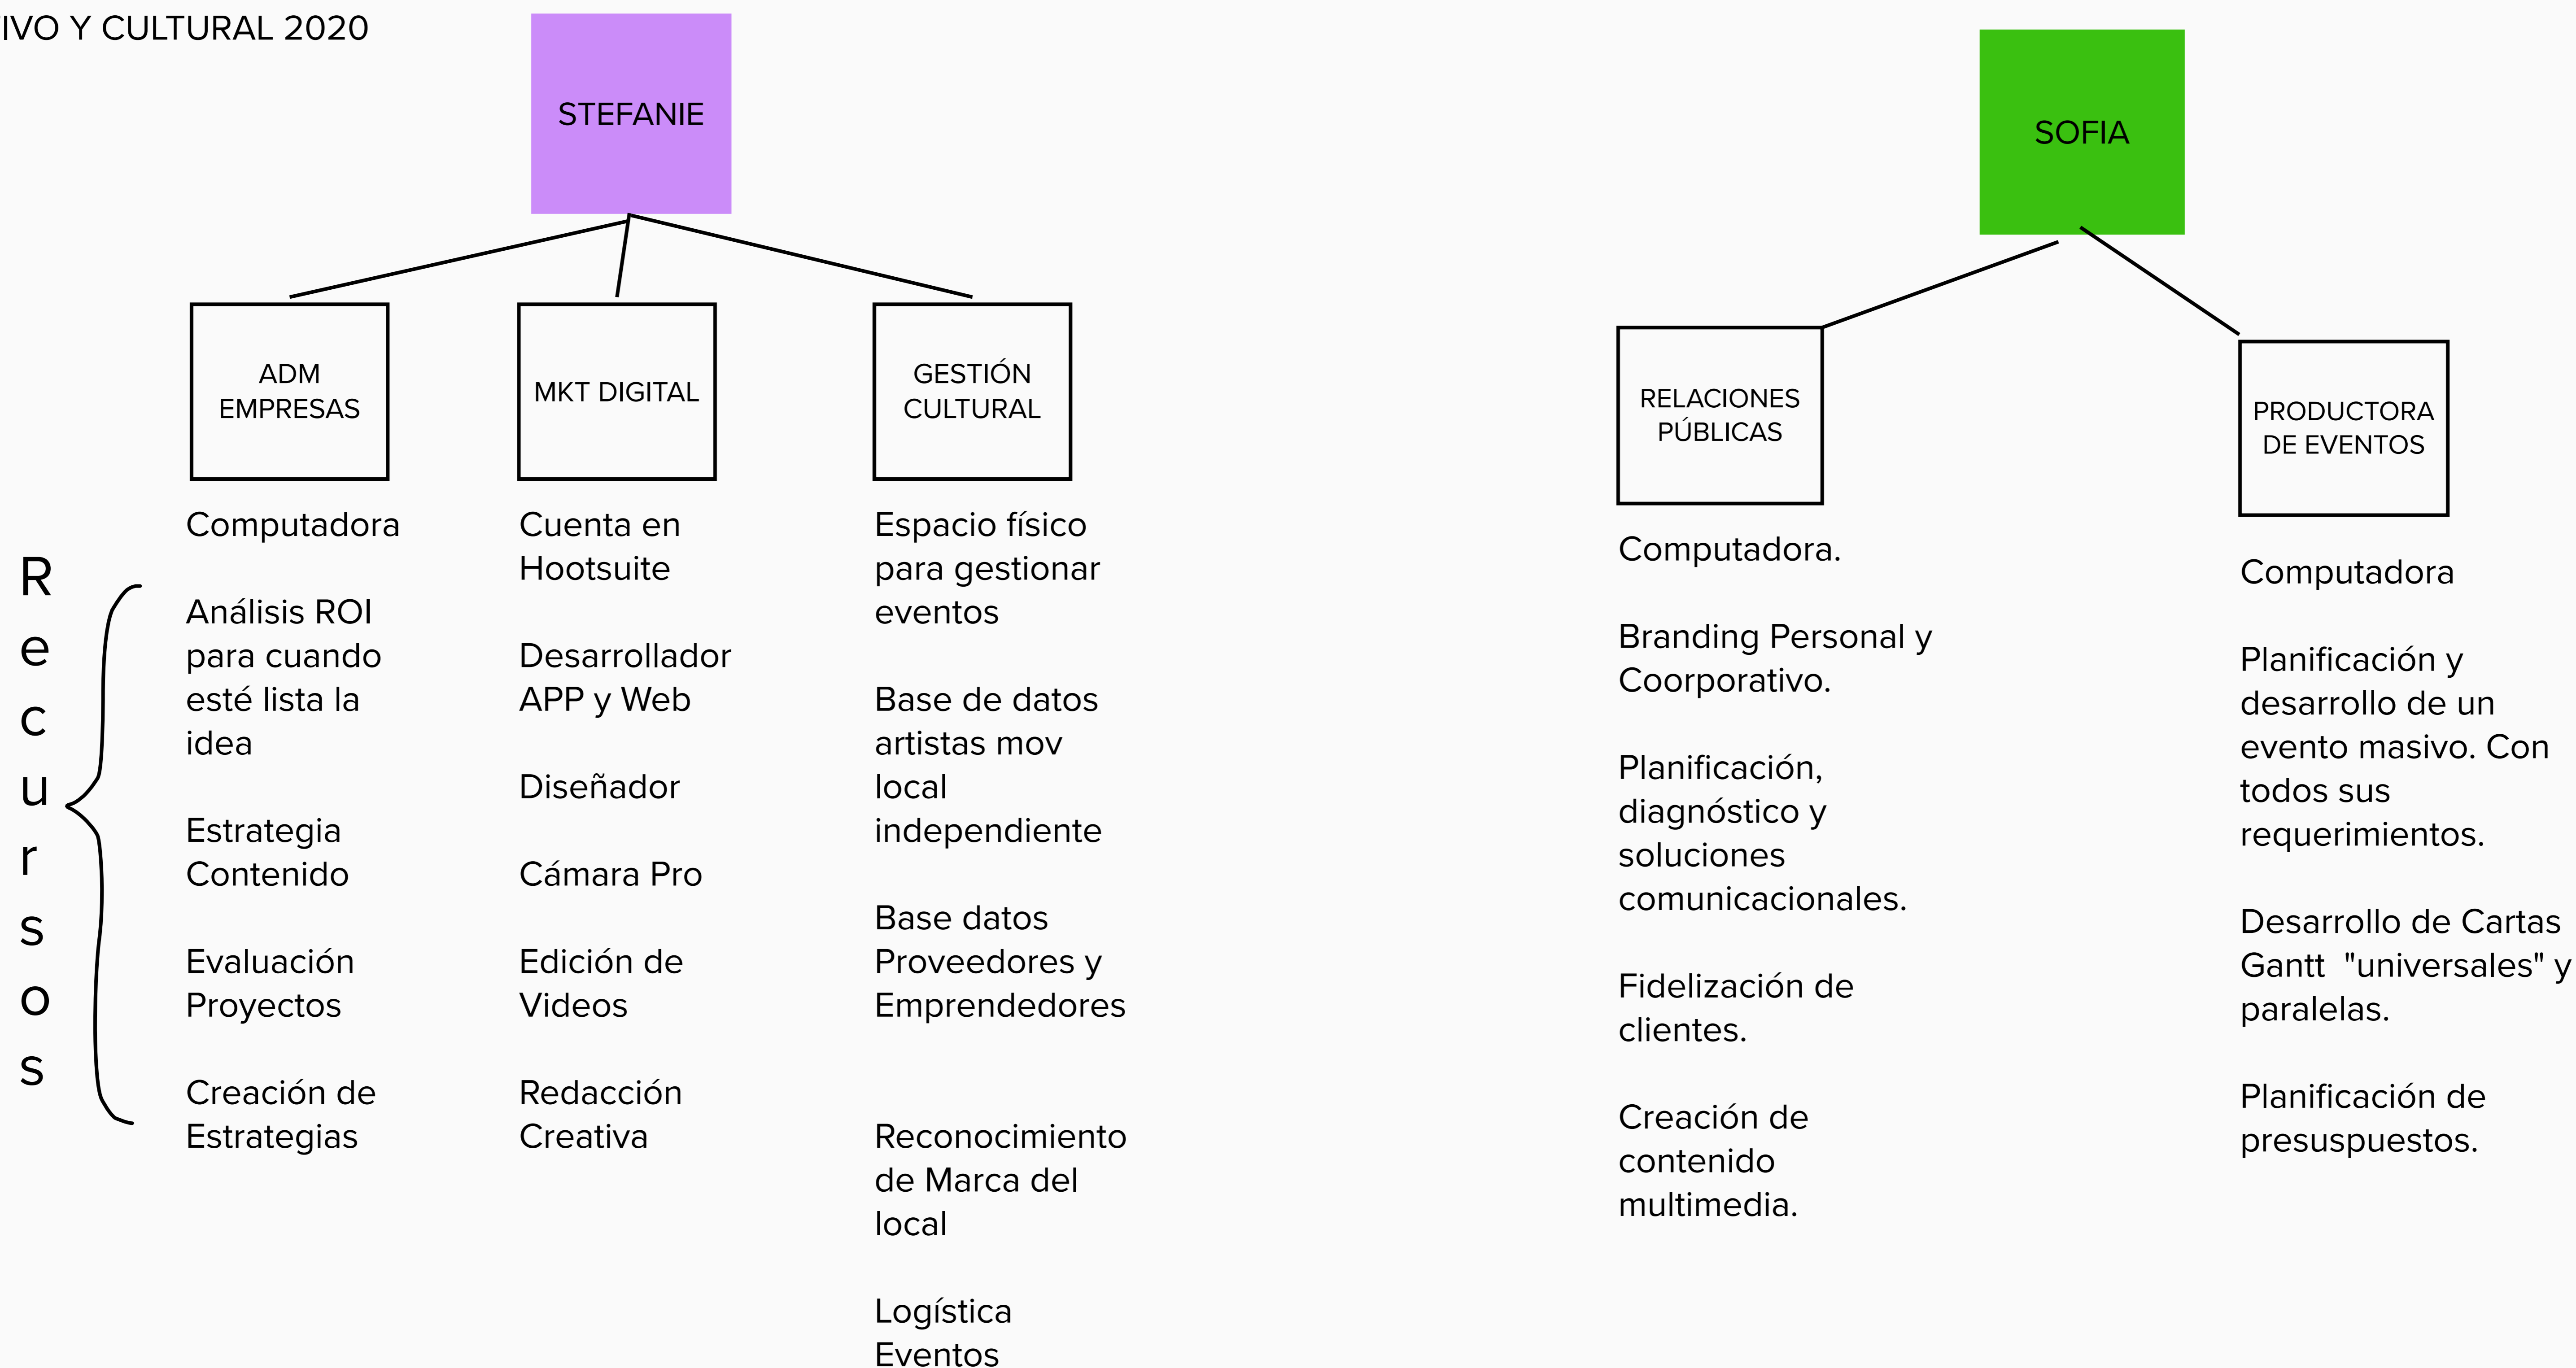 IVO Y CULTURAL 2020
STEFANIE
ADM
EMPRESAS
MKT DIGITAL
GESTIÓN
CULTURAL
Recursos
Computadora
Análisis ROI
para cuando
esté lista la
idea
Estrategia
Contenido
Evaluación
Proyectos
Creación de
Estrategias
Cuenta en
Hootsuite
Desarrollador
APP y Web
Diseñador
Cámara Pro
Edición de
Videos
Redacción
Creativa
Espacio físico
para gestionar
eventos
Base de datos
artistas mov
local
independiente
Base datos
Proveedores y
Emprendedores
Reconocimiento
de Marca del
local
Logística
Eventos
SOFIA
RELACIONES
PÚBLICAS
PRODUCTORA
DE EVENTOS
Computadora.
Branding Personal y
Coorporativo.
Planificación,
diagnóstico y
soluciones
comunicacionales.
Fidelización de
clientes.
Creación de
contenido
multimedia.
Computadora
Planificación y
desarrollo de un
evento masivo. Con
todos sus
requerimientos.
Desarrollo de Cartas
Gantt  "universales" y
paralelas.
Planificación de
presuspuestos.